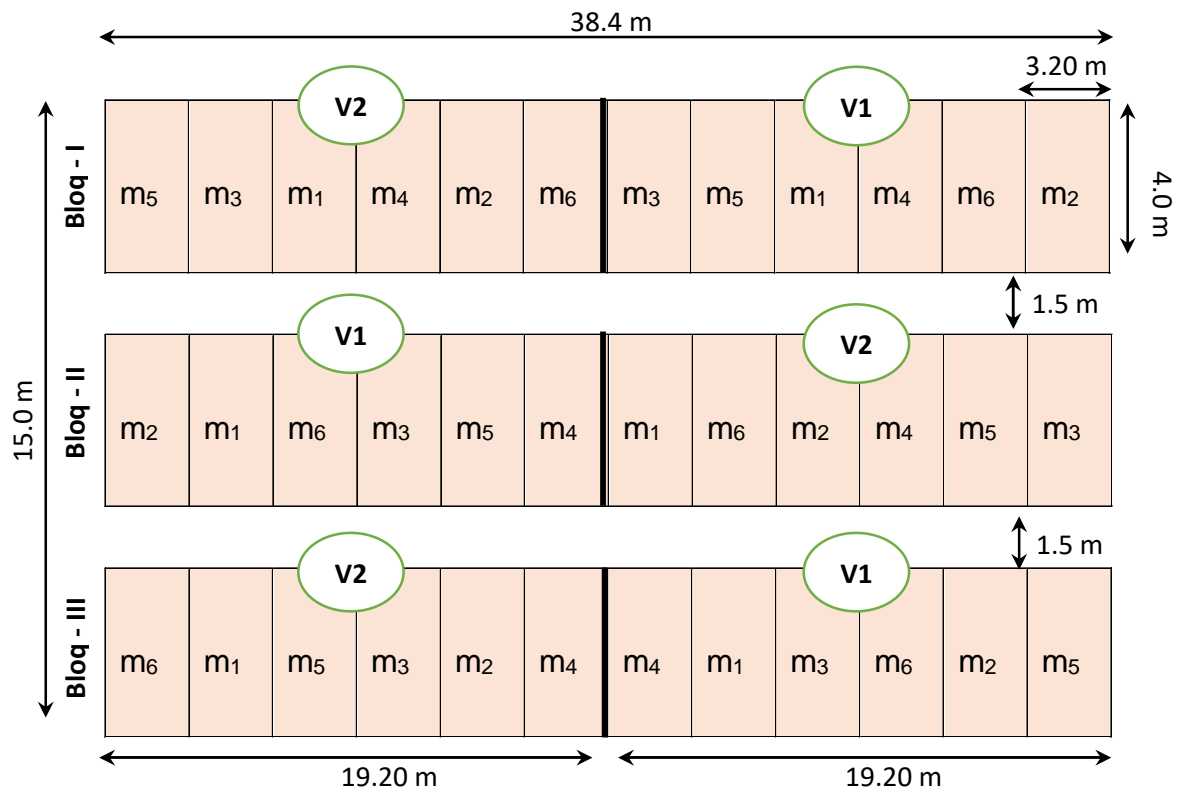 38.4 m
3.20 m
V2
V1
Bloq - I
m5 m3 m1 m4 m2 m6 m3 m5 m1 m4 m6 m2
4.0 m
1.5 m
V1
V2
15.0 m
Bloq - II
m2 m1 m6 m3 m5 m4 m1 m6 m2 m4 m5 m3
1.5 m
V2
V1
Bloq - III
m6 m1 m5 m3 m2 m4 m4 m1 m3 m6 m2 m5
19.20 m
19.20 m